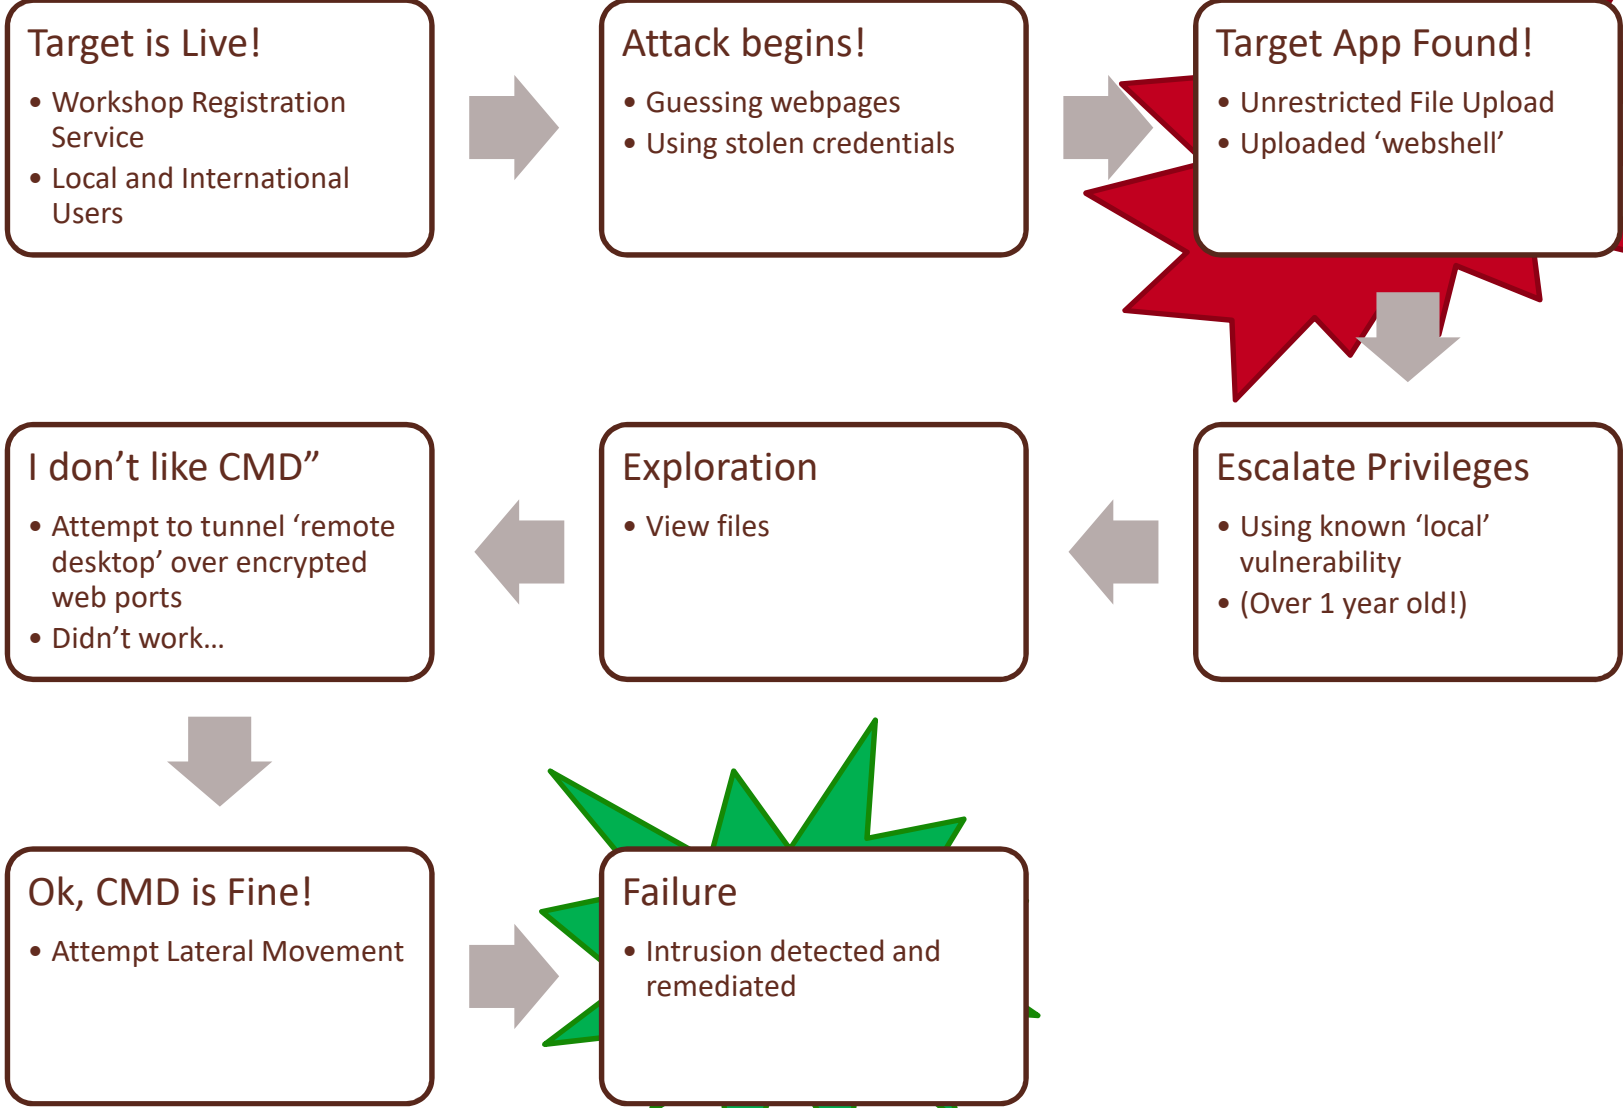 Target is Live!
• Workshop Registration
Service
• Local and International
Users
Attack begins!
• Guessing webpages
• Using stolen credentials
Target App Found!
• Unrestricted File Upload
• Uploaded ‘webshell’
Escalate Privileges
• Using known ‘local’
vulnerability
• (Over 1 year old!)
Exploration
• View files
I don’t like CMD”
• Attempt to tunnel ‘remote
desktop’ over encrypted
web ports
• Didn’t work…
Ok, CMD is Fine!
• Attempt Lateral Movement
Failure
• Intrusion detected and
remediated